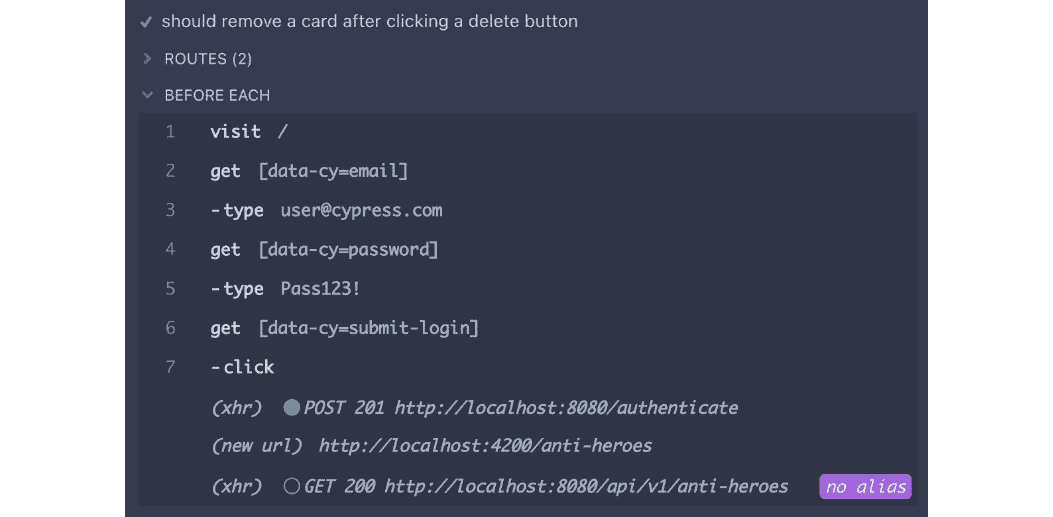 should remove a card after clicking a delete button
ROUTES (2)
BEFORE EACH
1 visit /
2 get [data-cy=email]
3 -type user@cypress.com
4 get [data-cy=password]
5 -type Pass123!
6 get [data-cy=submit-login]
7 -click
(xhr) POST 201 http://localhost:8080/authenticate
(new url) http://localhost:4200/anti-heroes
(xhr) GET 200 http://localhost:8080/api/v1/anti-heroes no alias